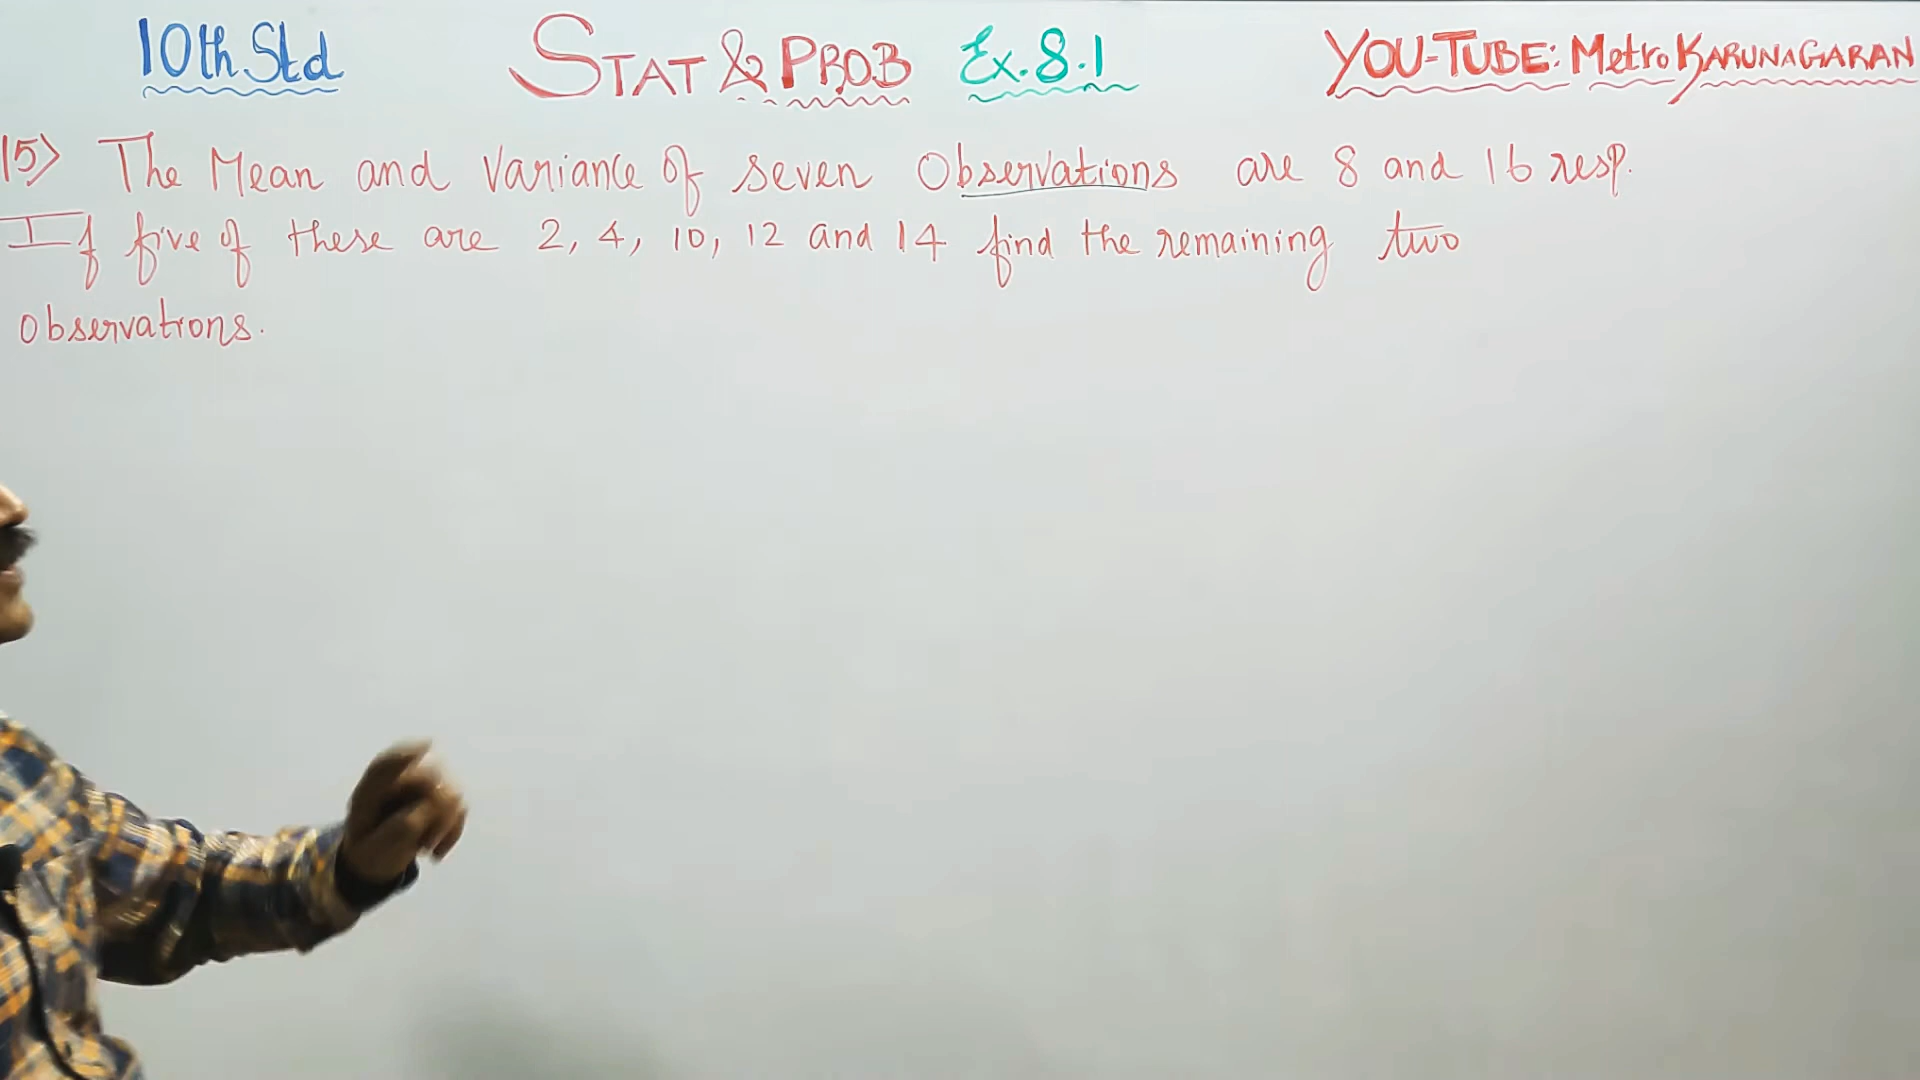 10th Std STAT & PROB Ex. 8.1 YOU-TUBE: Metro KARUNAGARAN
15> The Mean and Variance of seven Observations are 8 and 16 resp.
If five of these are 2, 4, 10, 12 and 14 find the remaining two
observations.